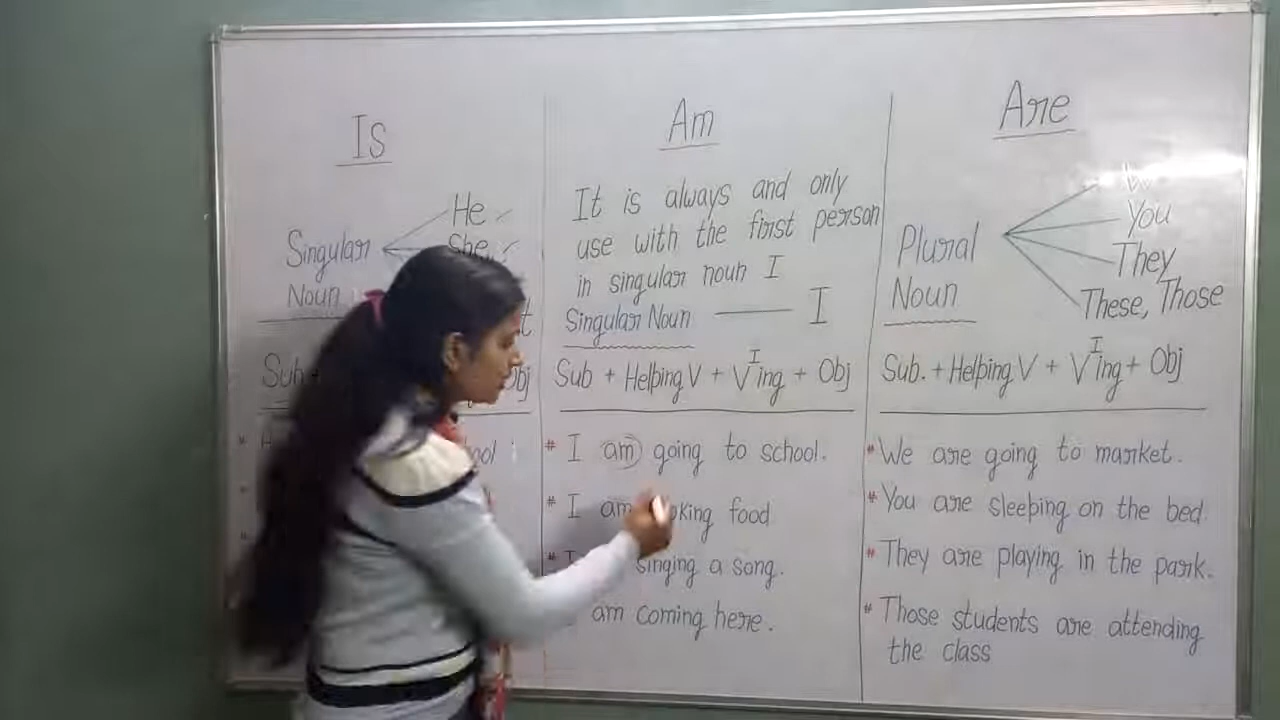 Is
He
She
Singular
Noun
Obj
Am
It is always and only
use with the first person
in singular noun I
Singular Noun I
I
Sub + Helping V + V ing + Obj
# I am going to school.
# I am food
# singing a song.
am coming here.
Are
You
Plural They
Noun These, Those
I
Sub. + Helping V + V ing + Obj
* We are going to market.
* You are sleeping on the bed
* They are playing in the park.
* Those students are attending
the class